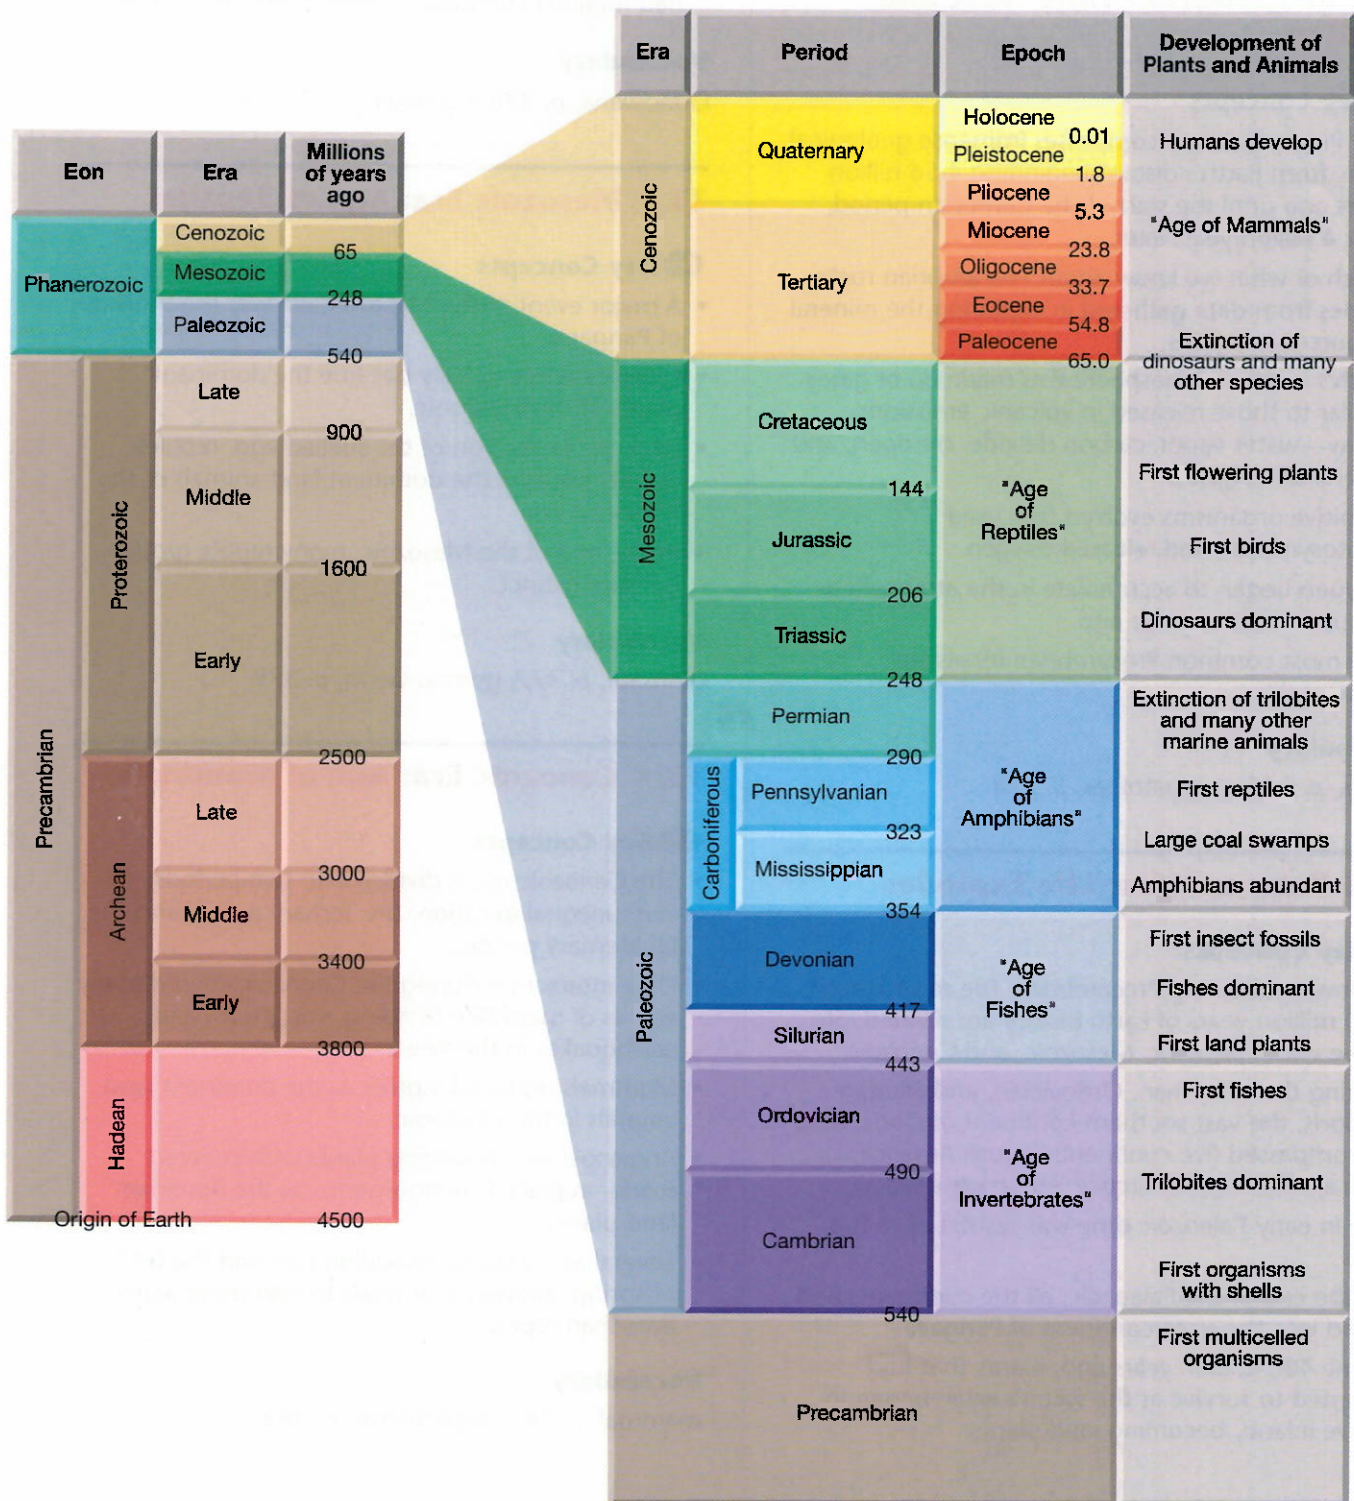 Eon
Era
Millions
of years
ago
Phanerozoic
Cenozoic
65
Mesozoic
248
Paleozoic
540
Precambrian
Proterozoic
Late
900
Middle
1600
Early
2500
Archean
Late
3000
Middle
3400
Early
3800
Hadean
Origin of Earth
4500
Era
Period
Epoch
Development of
Plants and Animals
Cenozoic
Quaternary
Holocene
0.01
Pleistocene
1.8
Humans develop
Tertiary
Pliocene
5.3
Miocene
23.8
Oligocene
33.7
Eocene
54.8
Paleocene
65.0
"Age of Mammals"
Extinction of
dinosaurs and many
other species
Mesozoic
Cretaceous
144
Jurassic
206
Triassic
248
"Age
of
Reptiles"
First flowering plants
First birds
Dinosaurs dominant
Paleozoic
Permian
290
Carboniferous
Pennsylvanian
323
Mississippian
354
"Age
of
Amphibians"
Extinction of trilobites
and many other
marine animals
First reptiles
Large coal swamps
Amphibians abundant
Devonian
417
Silurian
443
"Age
of
Fishes"
First insect fossils
Fishes dominant
First land plants
Ordovician
490
Cambrian
540
"Age
of
Invertebrates"
First fishes
Trilobites dominant
First organisms
with shells
Precambrian
First multicelled
organisms